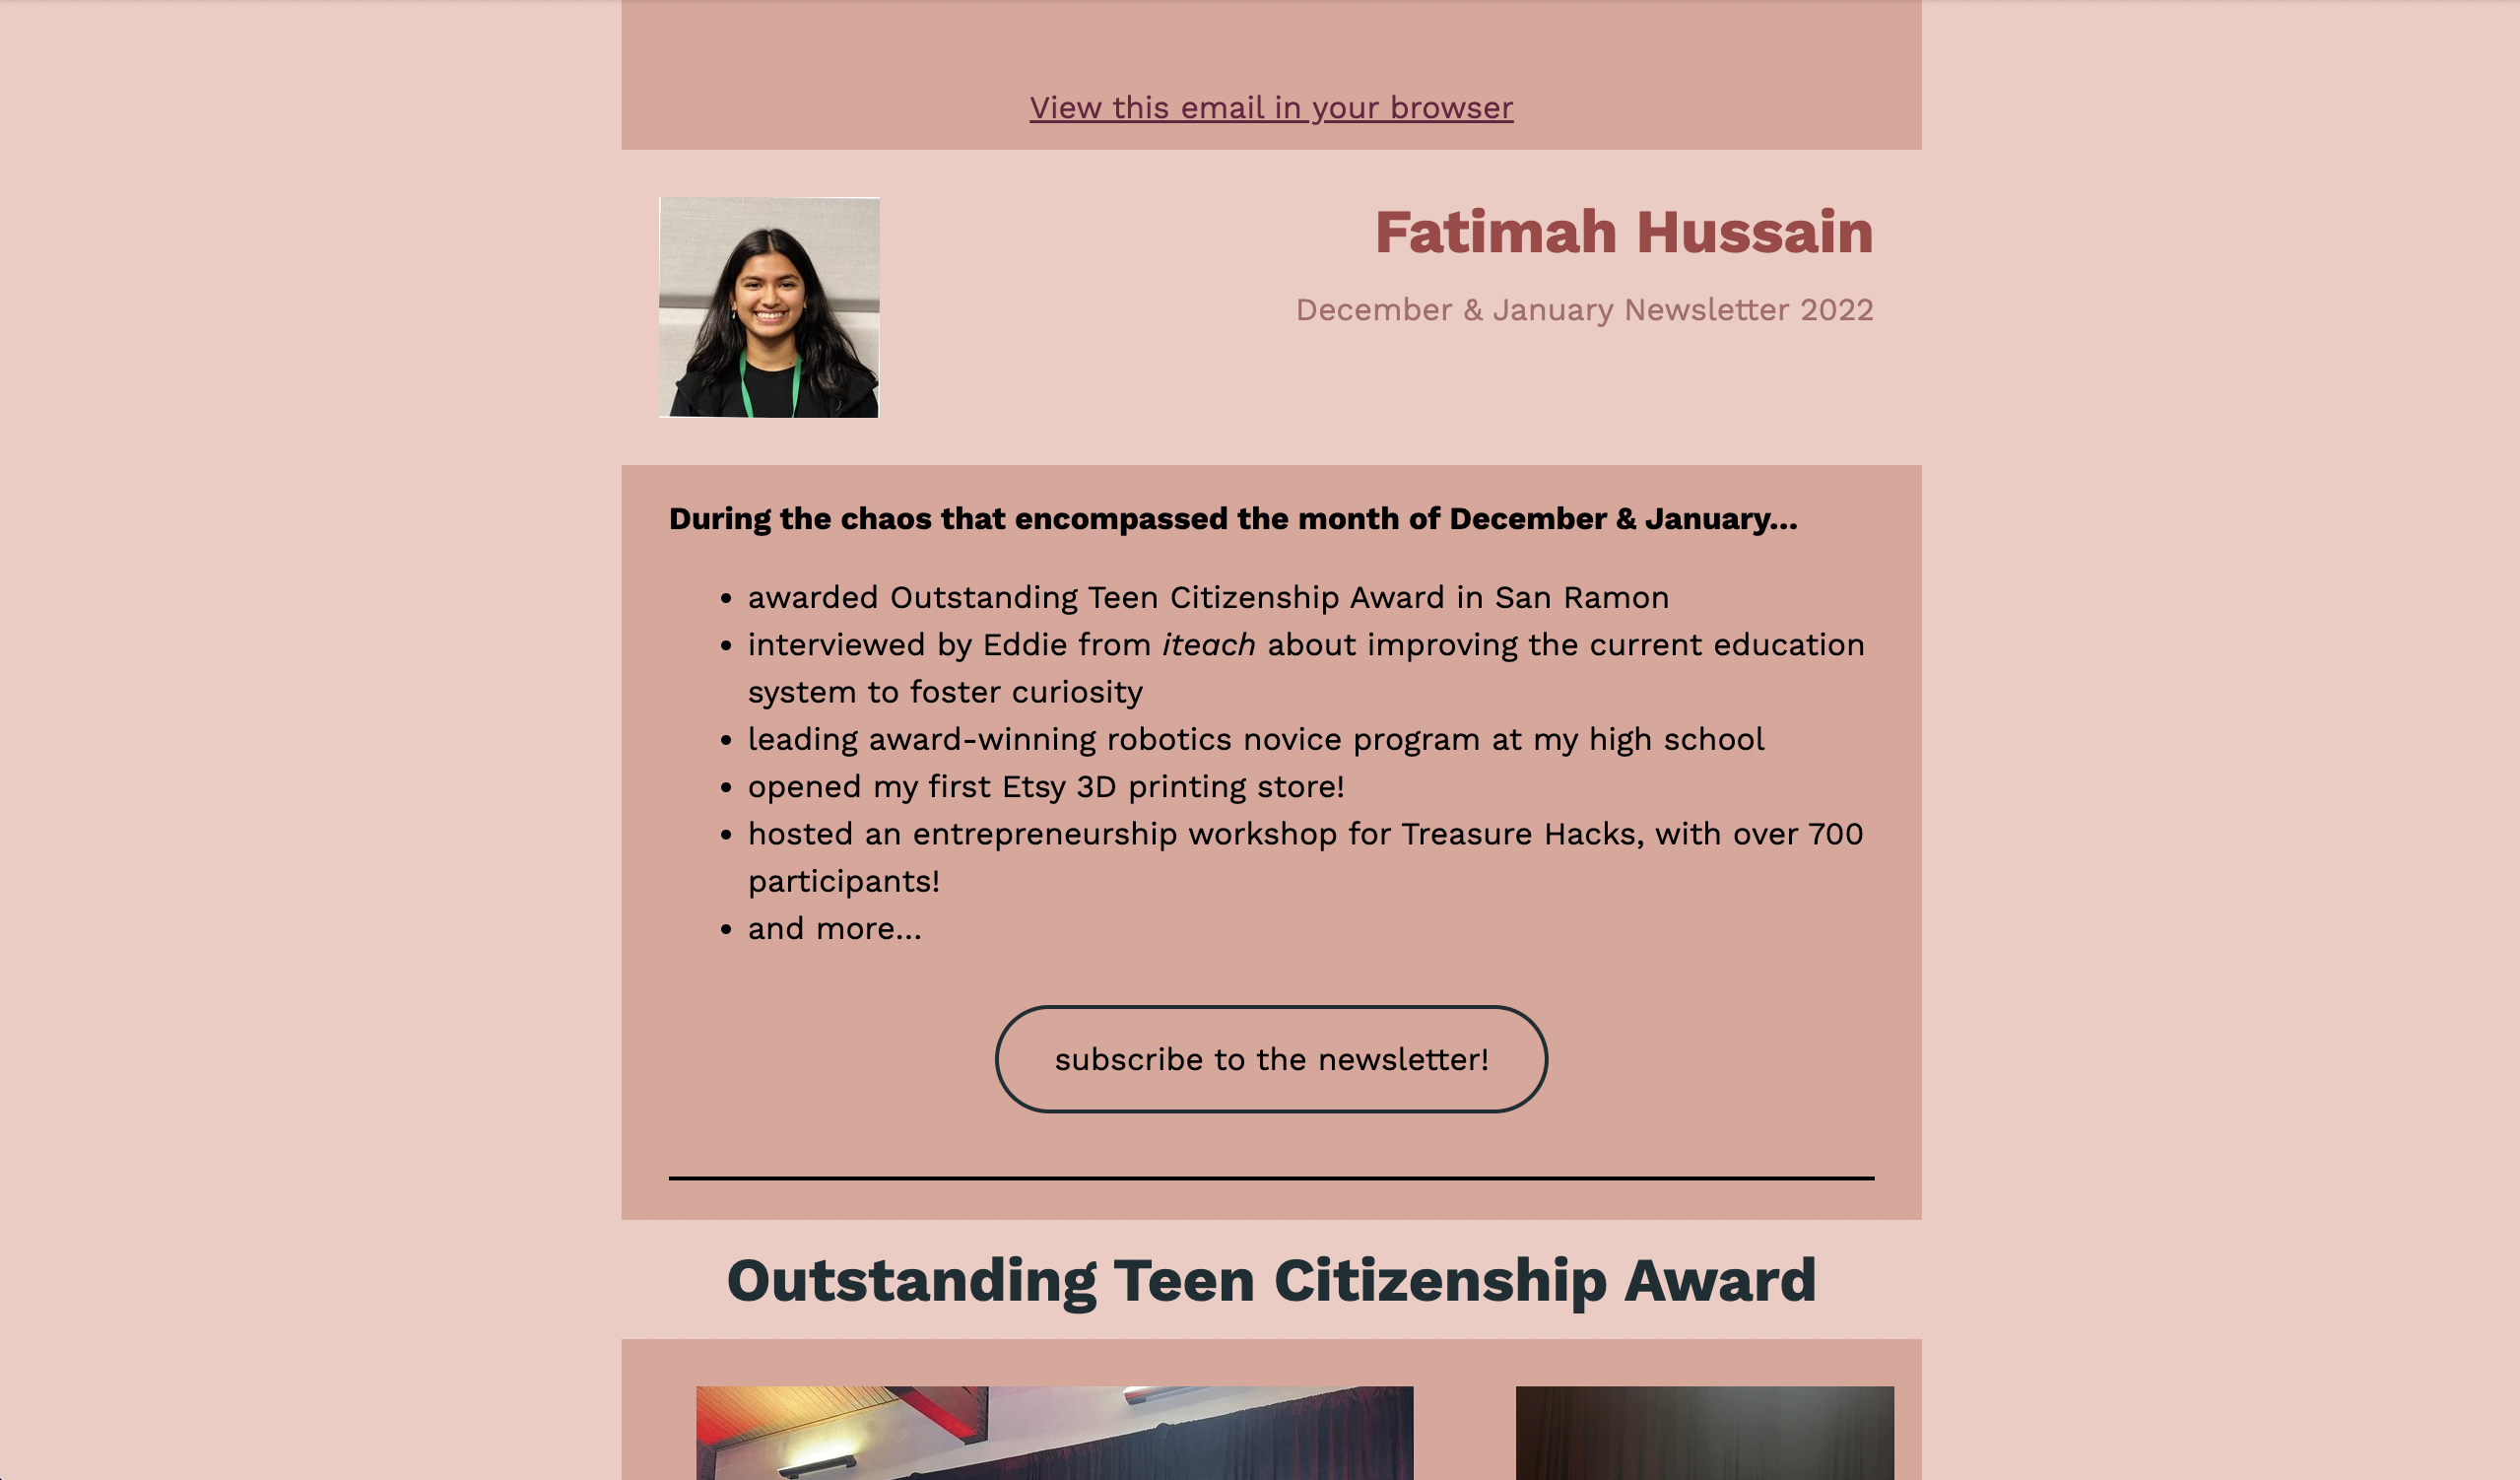 View this email in your browser
Fatimah Hussain
December & January Newsletter 2022
During the chaos that encompassed the month of December & January...
• awarded Outstanding Teen Citizenship Award in San Ramon
• interviewed by Eddie from iteach about improving the current education
system to foster curiosity
• leading award-winning robotics novice program at my high school
• opened my first Etsy 3D printing store!
• hosted an entrepreneurship workshop for Treasure Hacks, with over 700
participants!
• and more...
subscribe to the newsletter!
Outstanding Teen Citizenship Award